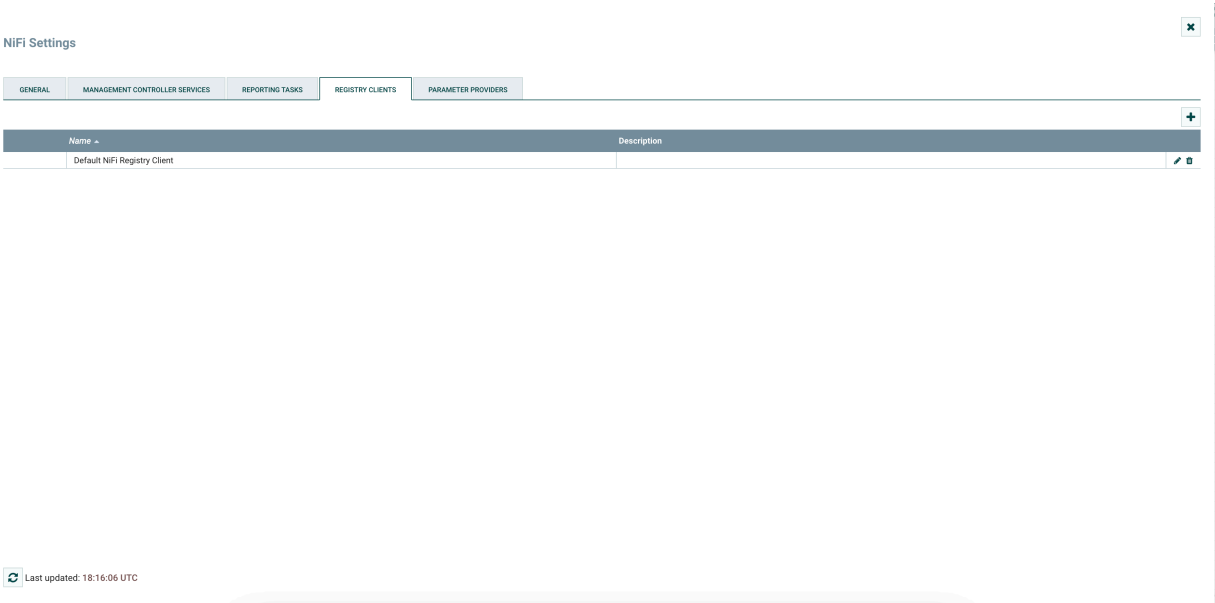 NiFi Settings
GENERAL MANAGEMENT CONTROLLER SERVICES REPORTING TASKS REGISTRY CLIENTS PARAMETER PROVIDERS
Name Description
Default NiFi Registry Client
Last updated: 18:16:06 UTC